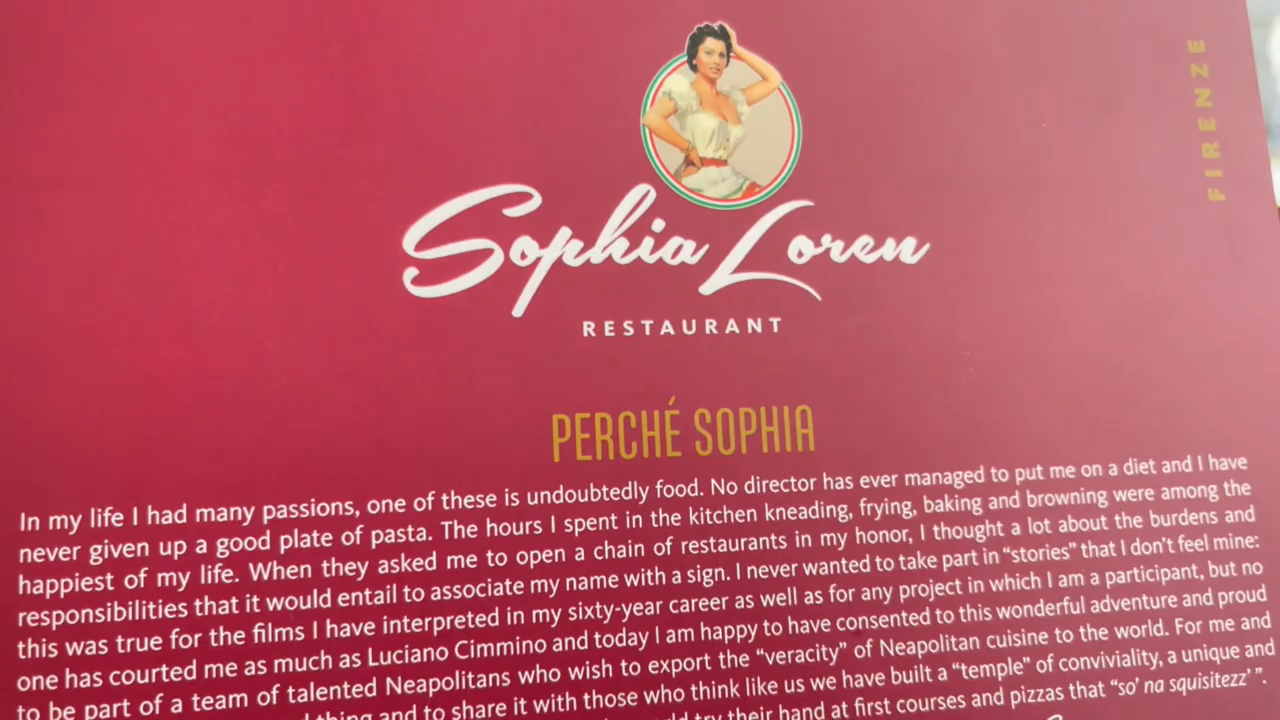 FIRENZE
Sophia Loren
RESTAURANT
PERCHÉ SOPHIA
In my life I had many passions, one of these is undoubtedly food. No director has ever managed to put me on a diet and I have
never given up a good plate of pasta. The hours I spent in the kitchen kneading, frying, baking and browning were among the
happiest of my life. When they asked me to open a chain of restaurants in my honor, I thought a lot about the burdens and
responsibilities that it would entail to associate my name with a sign. I never wanted to take part in “stories” that I don’t feel mine:
this was true for the films I have interpreted in my sixty-year career as well as for any project in which I am a participant, but no
one has courted me as much as Luciano Cimmino and today I am happy to have consented to this wonderful adventure and proud
to be part of a team of talented Neapolitans who wish to export the “veracity” of Neapolitan cuisine to the world. For me and
thing and to share it with those who think like us we have built a “temple” of conviviality, a unique and
try their hand at first courses and pizzas that “so’ na squisitezz’ ”.